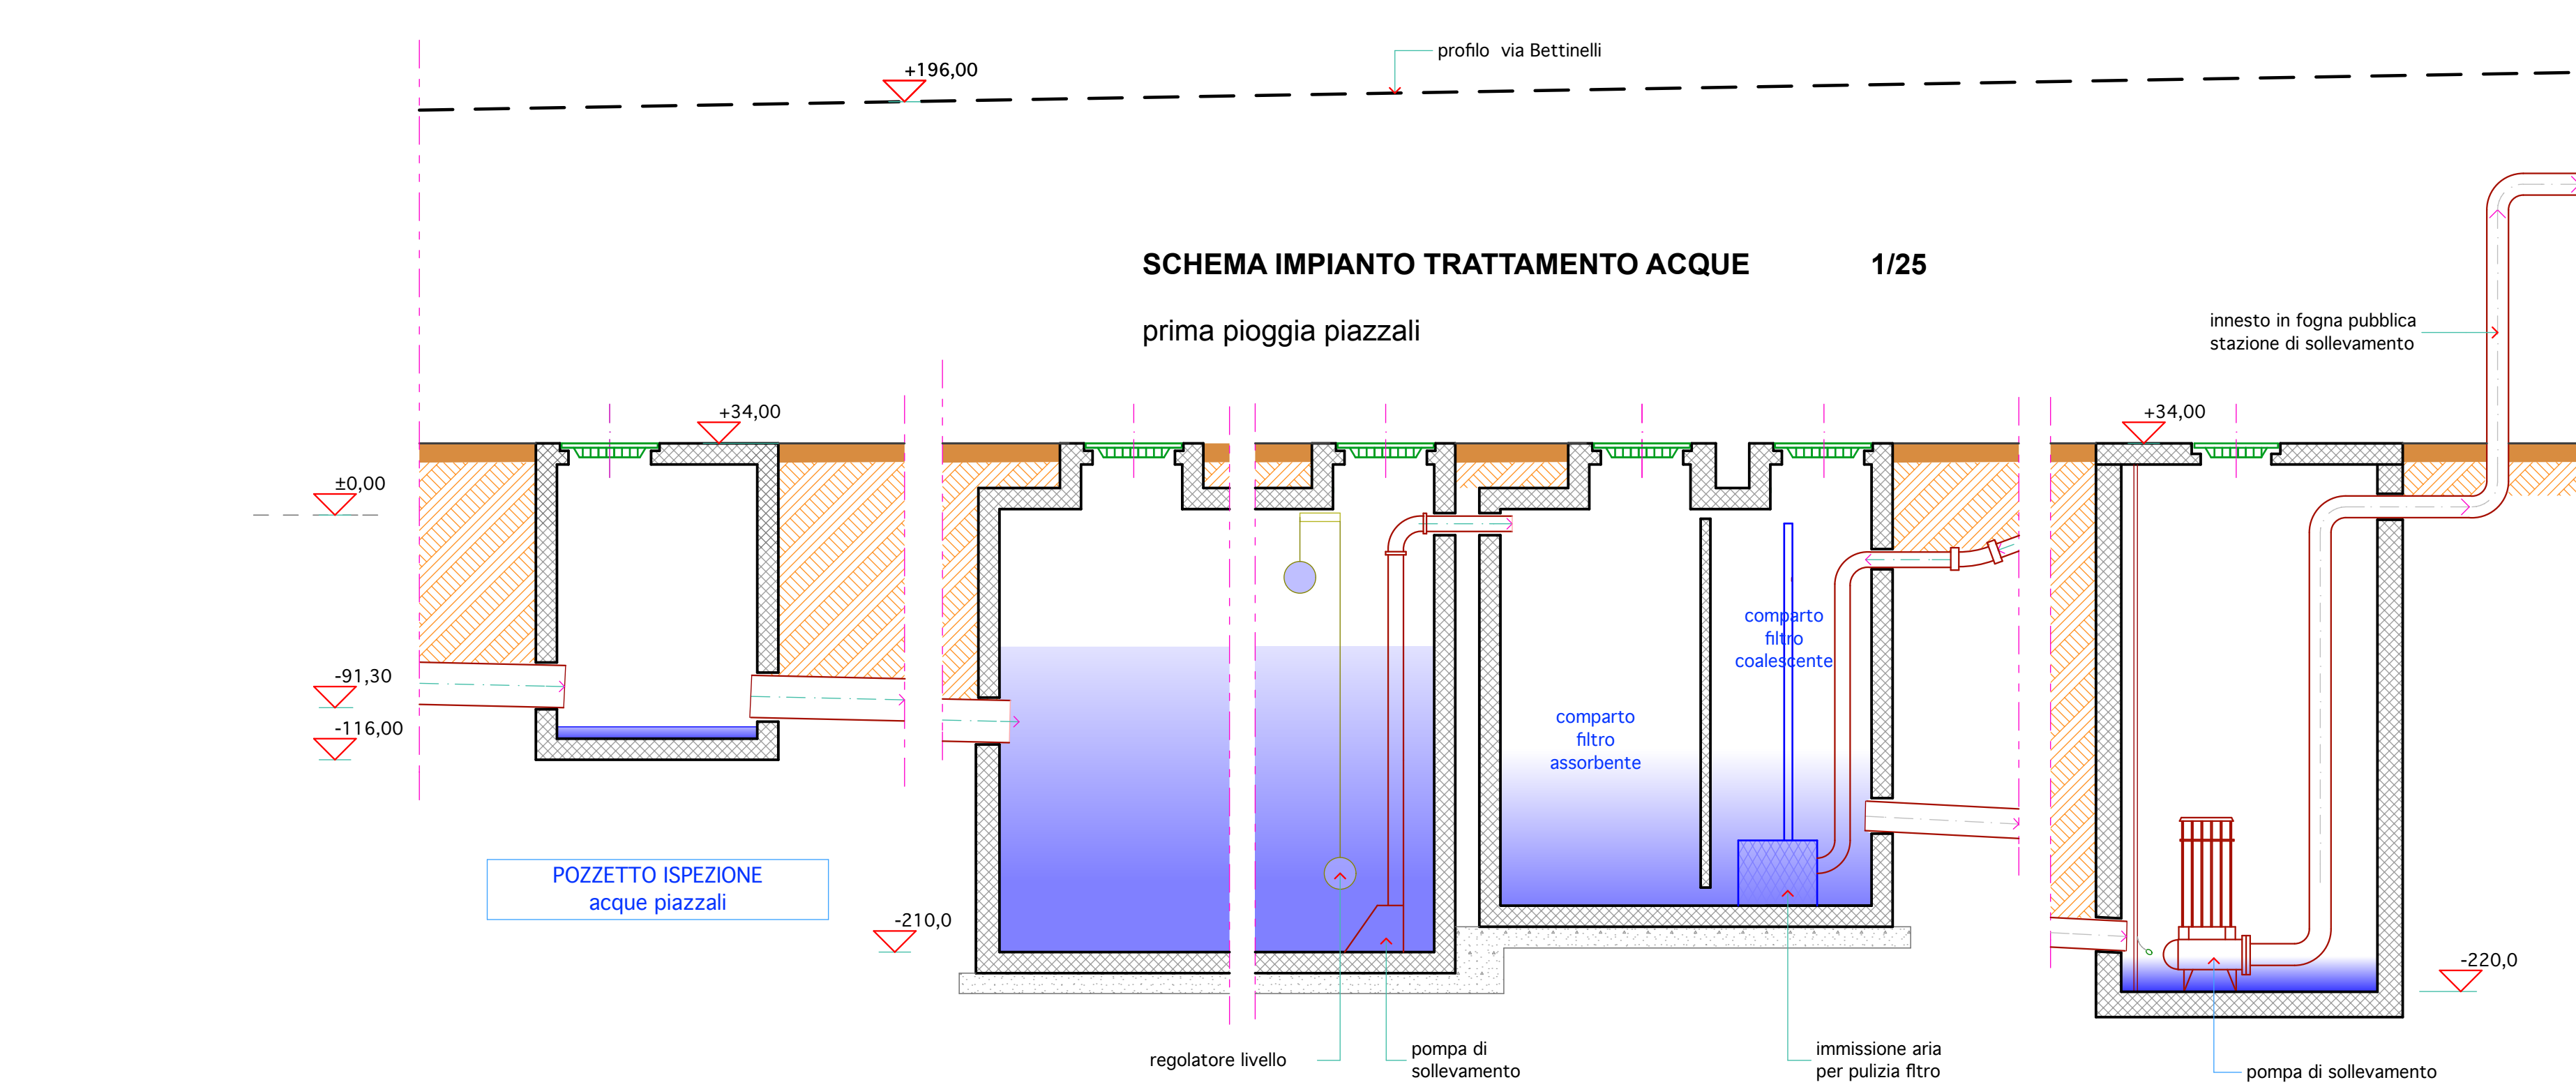 profilo via Bettinelli
+196,00
SCHEMA IMPIANTO TRATTAMENTO ACQUE 1/25
prima pioggia piazzali
innesto in fogna pubblica
stazione di sollevamento
+34,00
+34,00
±0,00
comparto
filtro
coalescente
-91,30
-116,00
comparto
filtro
assorbente
POZZETTO ISPEZIONE
acque piazzali
-210,0
-220,0
regolatore livello
pompa di
sollevamento
immissione aria
per pulizia fltro
pompa di sollevamento